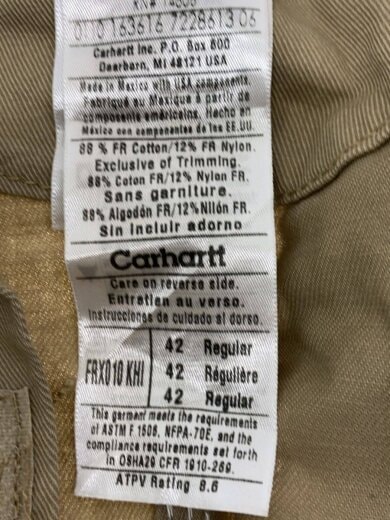 RN# 14806
0110 163616 7228613 06
Carhartt Inc. P.O. Box 600
Dearborn, MI 48121 USA
Made in Mexico with USA components.
Fabriqué au Mexique à partir de
composants américains. Hecho en
México con componentes de los EE.UU.
88 % FR Cotton/12% FR Nylon.
Exclusive of Trimming.
88% Coton FR/12% Nylon FR.
Sans garniture.
88% Algodón FR/12%Nilón FR.
Sin incluir adorno
Carhartt
Care on reverse side.
Entretien au verso.
Instrucciones de cuidado al dorso.
42 Regular
FRX010 KHI 42 Régulière
42 Regular
This garment meets the requirements
of ASTM F 1506, NFPA-70E, and the
compliance requirements set forth
in OSHA29 CFR 1910-269.
ATPV Rating 8.6